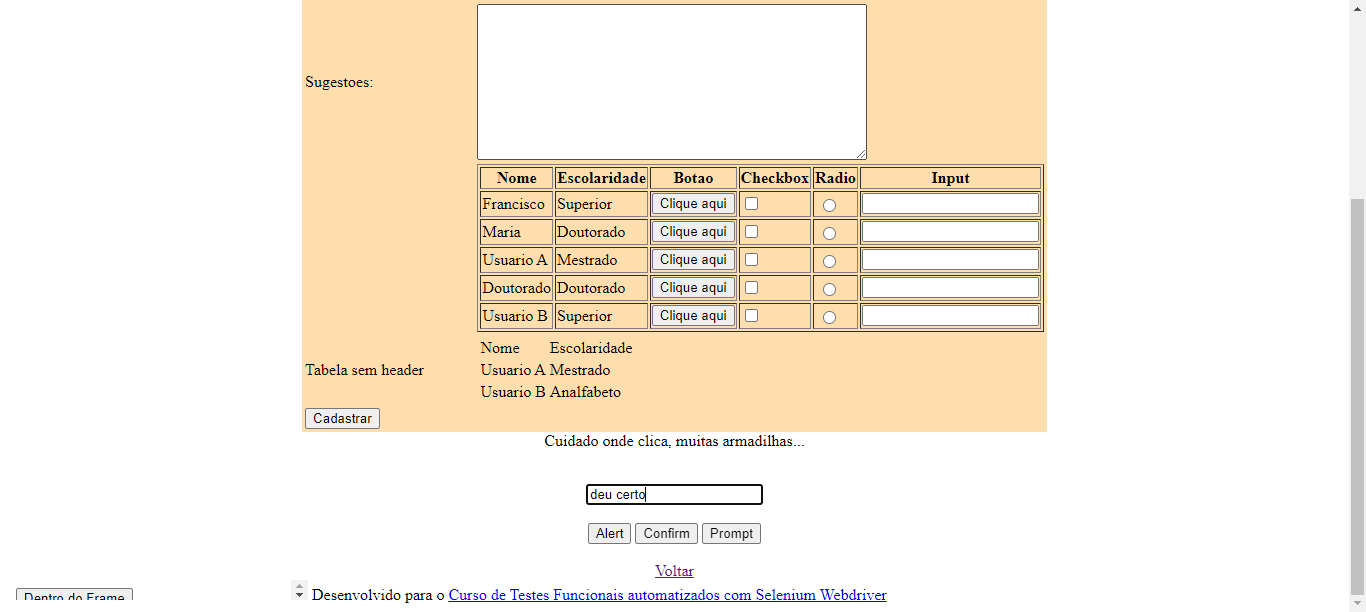 Sugestoes:
Nome Escolaridade Botao Checkbox Radio Input
Francisco Superior Clique aqui
Maria Doutorado Clique aqui
Usuario A Mestrado Clique aqui
Doutorado Doutorado Clique aqui
Usuario B Superior Clique aqui
Nome Escolaridade
Tabela sem header Usuario A Mestrado
Usuario B Analfabeto
Cadastrar
Cuidado onde clica, muitas armadilhas...
deu certo
Alert Confirm Prompt
Voltar
Dentro do Frame Desenvolvido para o Curso de Testes Funcionais automatizados com Selenium Webdriver